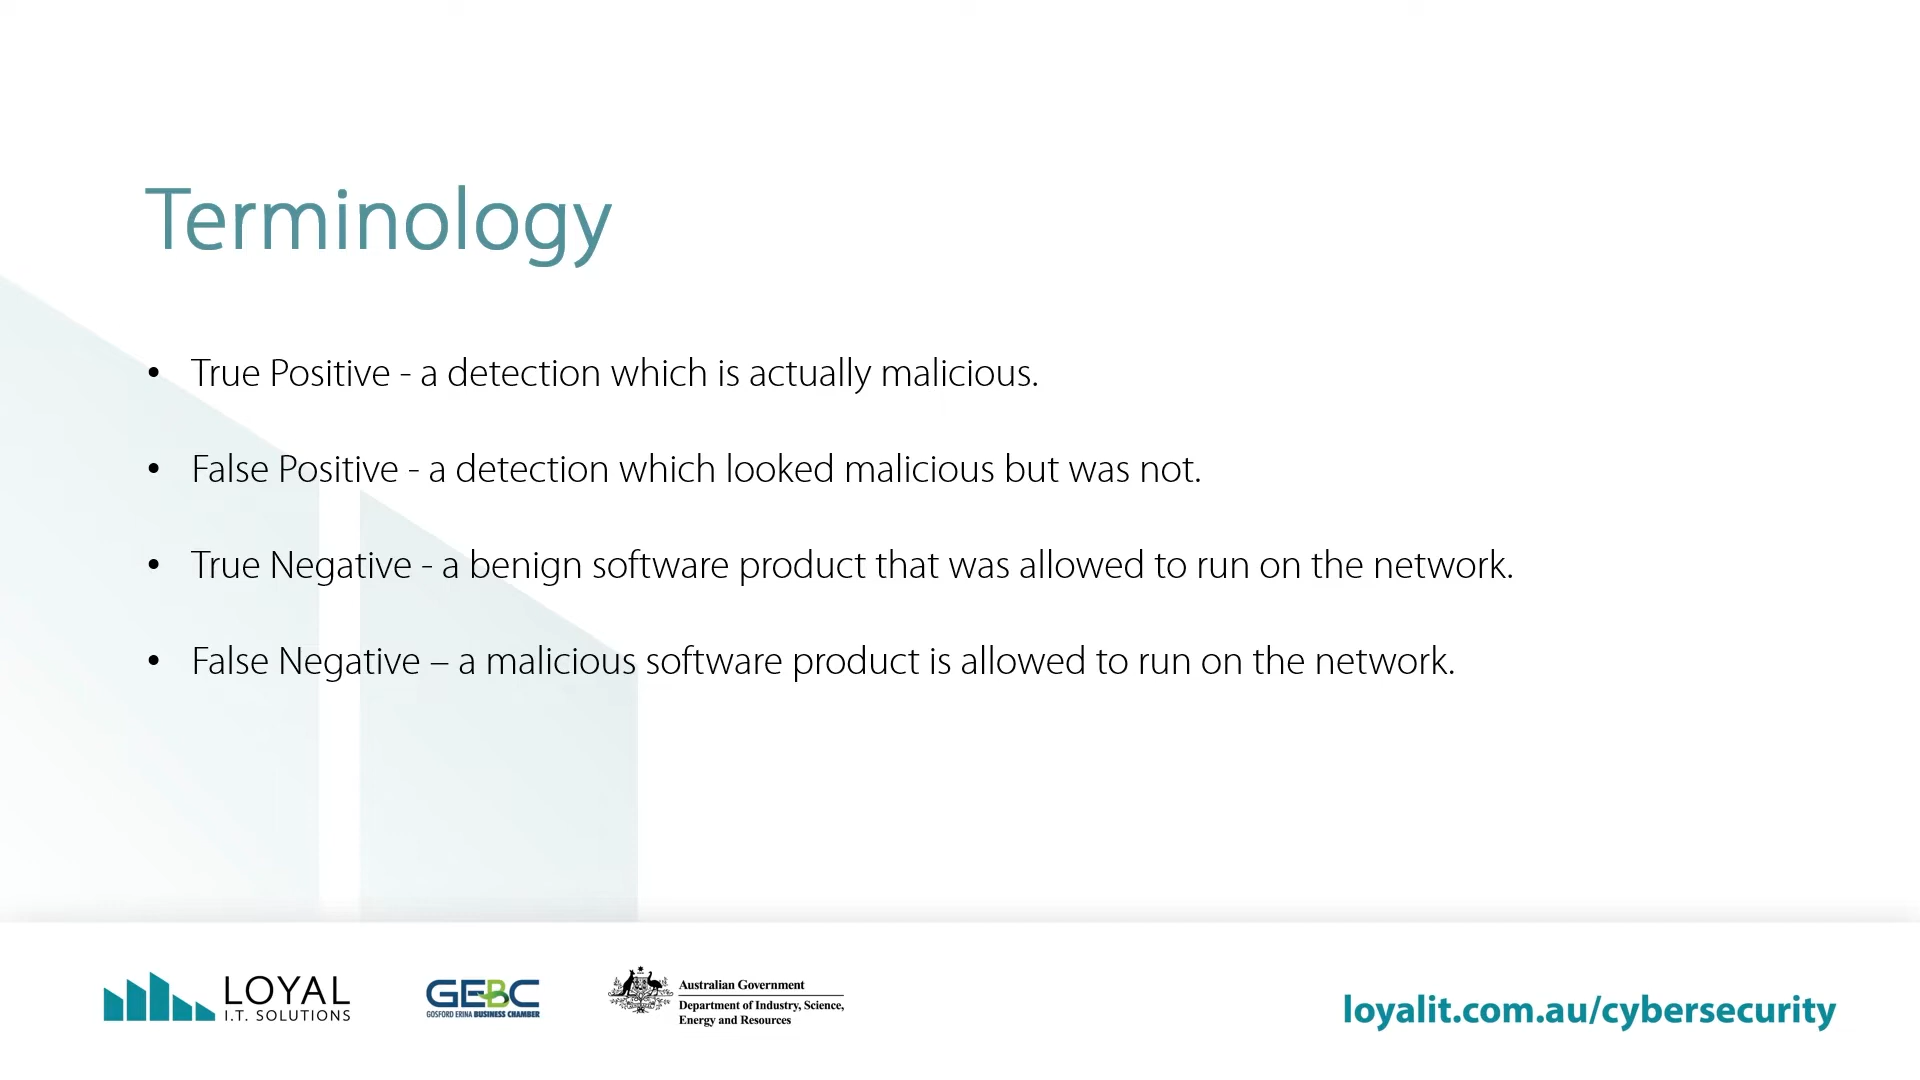 Terminology
• True Positive - a detection which is actually malicious.
• False Positive - a detection which looked malicious but was not.
• True Negative - a benign software product that was allowed to run on the network.
• False Negative – a malicious software product is allowed to run on the network.
LOYAL
I.T. SOLUTIONS
GEBC
GOSFORD ERINA BUSINESS CHAMBER
Australian Government
Department of Industry, Science,
Energy and Resources
loyalit.com.au/cybersecurity